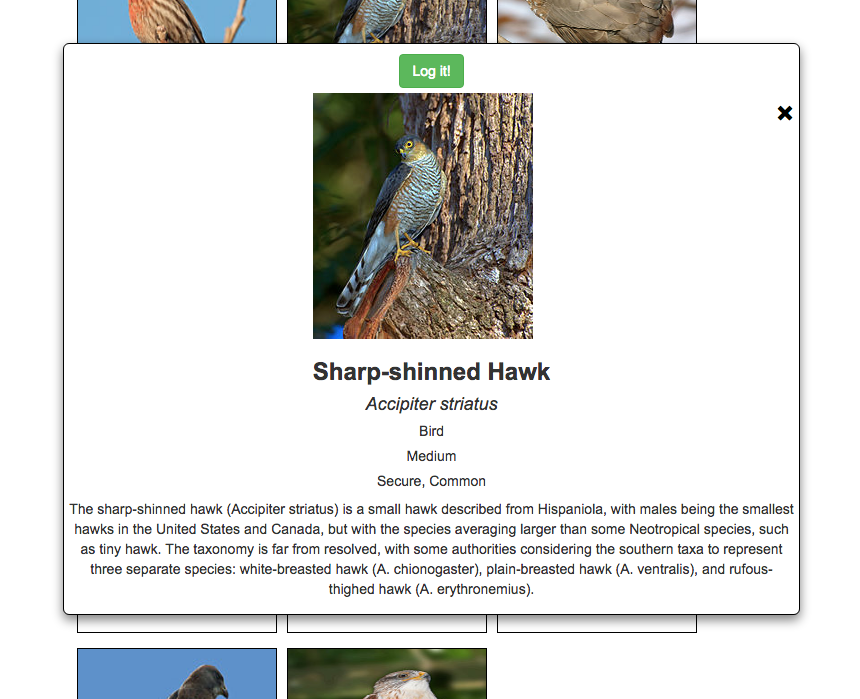 Log it!
Sharp-shinned Hawk
Accipiter striatus
Bird
Medium
Secure, Common
The sharp-shinned hawk (Accipiter striatus) is a small hawk described from Hispaniola, with males being the smallest
hawks in the United States and Canada, but with the species averaging larger than some Neotropical species, such
as tiny hawk. The taxonomy is far from resolved, with some authorities considering the southern taxa to represent
three separate species: white-breasted hawk (A. chionogaster), plain-breasted hawk (A. ventralis), and rufous-
thighed hawk (A. erythronemius).